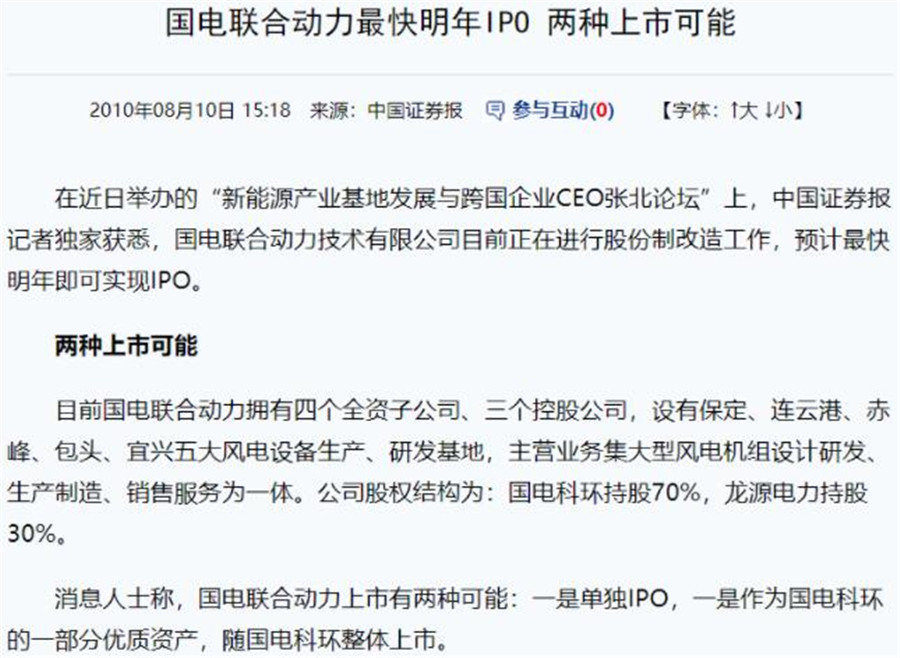 国电联合动力最快明年IPO 两种上市可能
2010年08月10日 15:18 来源：中国证券报 参与互动(0) 【字体：↑大 ↓小】
在近日举办的“新能源产业基地发展与跨国企业CEO张北论坛”上，中国证券报
记者独家获悉，国电联合动力技术有限公司目前正在进行股份制改造工作，预计最快
明年即可实现IPO。
两种上市可能
目前国电联合动力拥有四个全资子公司、三个控股公司，设有保定、连云港、赤
峰、包头、宜兴五大风电设备生产、研发基地，主营业务集大型风电机组设计研发、
生产制造、销售服务为一体。公司股权结构为：国电科环持股70%，龙源电力持股
30%。
消息人士称，国电联合动力上市有两种可能：一是单独IPO，一是作为国电科环
的一部分优质资产，随国电科环整体上市。